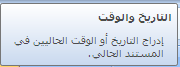 التاريخ والوقت
إدراج التاريخ أو الوقت الحاليين في
المستند الحالي..